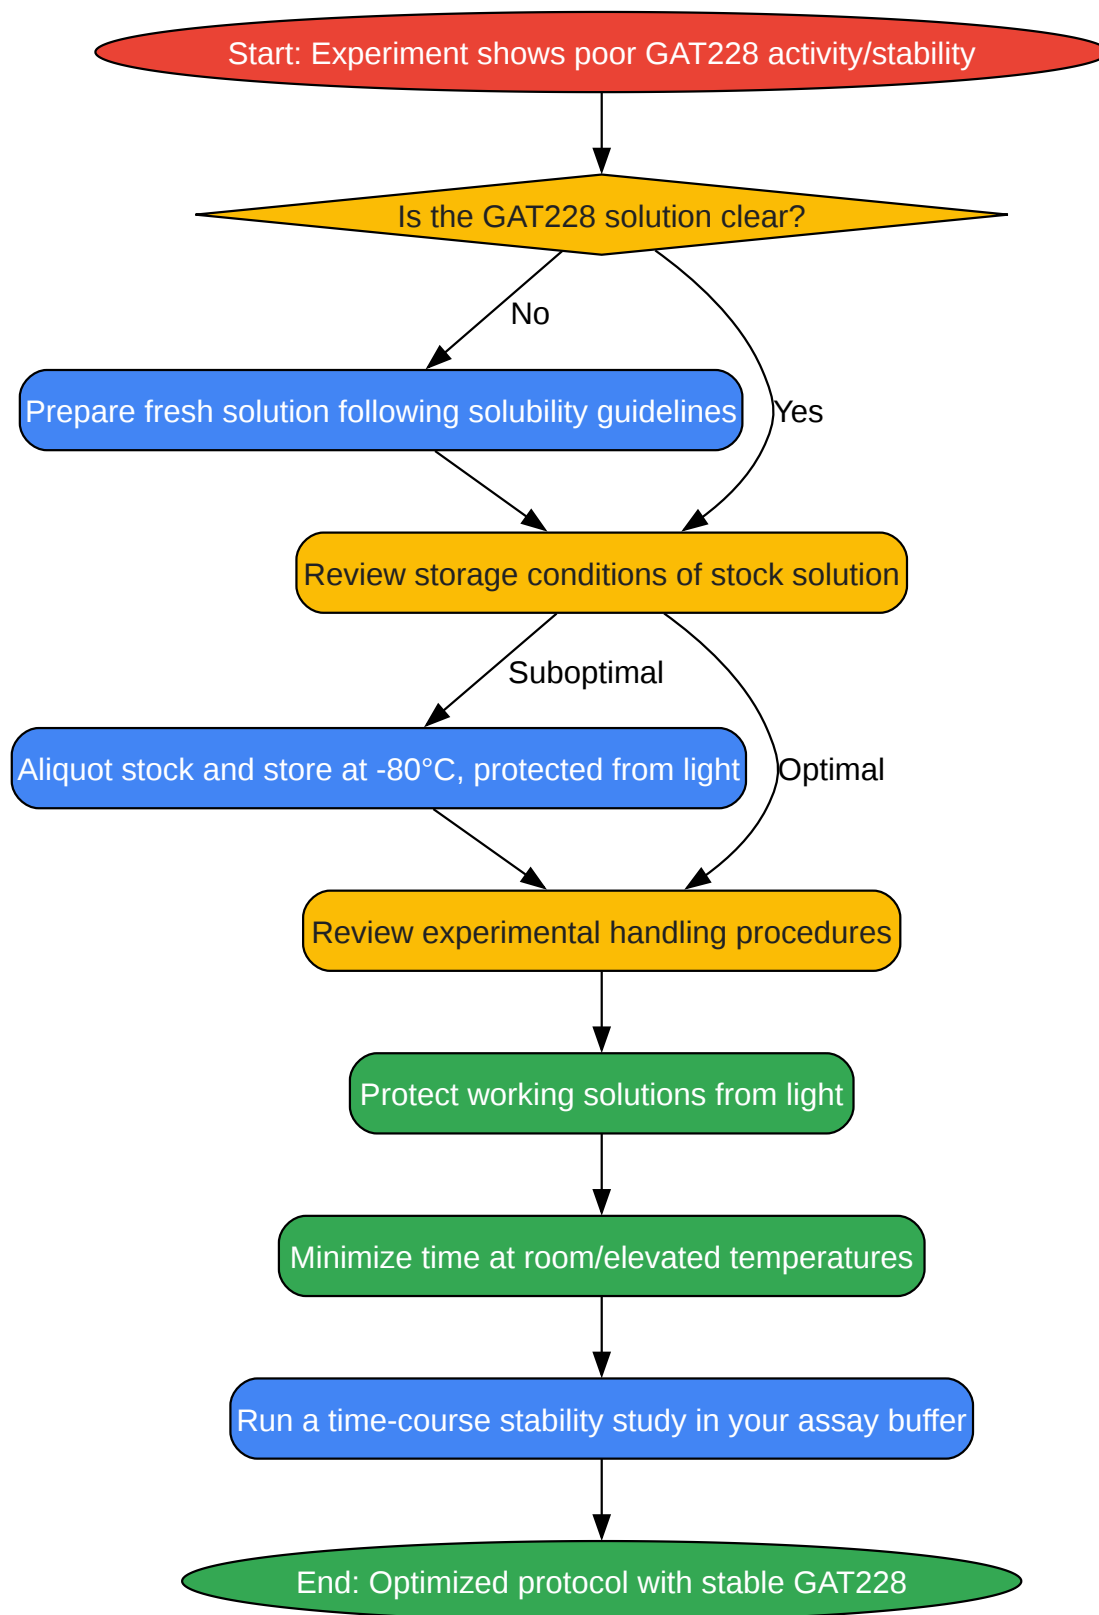 Start: Experiment shows poor GAT228 activity/stability
Is the GAT228 solution clear?
No
Prepare fresh solution following solubility guidelines
Yes
Review storage conditions of stock solution
Suboptimal
Aliquot stock and store at -80°C, protected from light
Optimal
Review experimental handling procedures
Protect working solutions from light
Minimize time at room/elevated temperatures
Run a time-course stability study in your assay buffer
End: Optimized protocol with stable GAT228